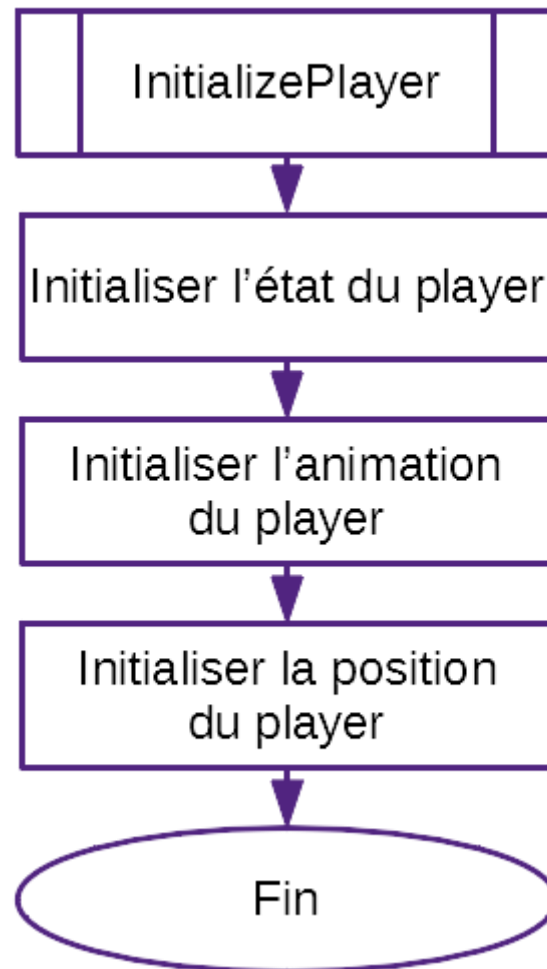 InitializePlayer
Initialiser l’état du player
Initialiser l’animation
du player
Initialiser la position
du player
Fin